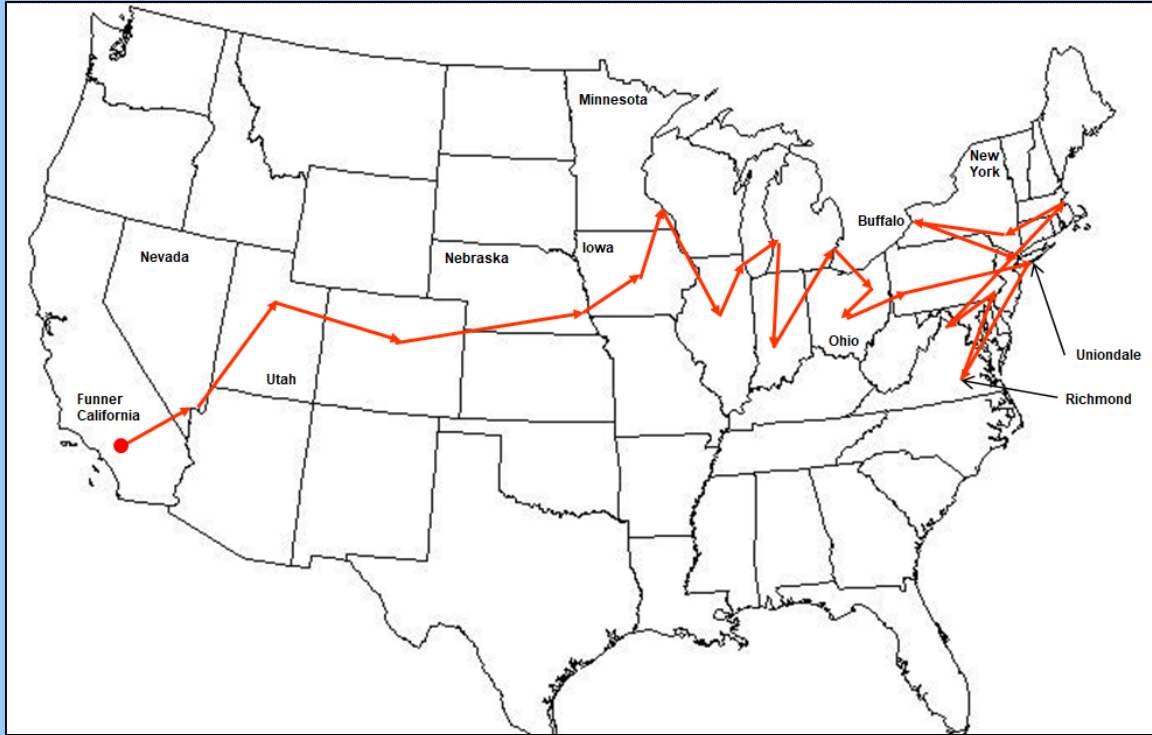 Minnesota
New
York
Buffalo
Nevada
Nebraska
Iowa
Ohio
Uniondale
Utah
Funner
California
Richmond